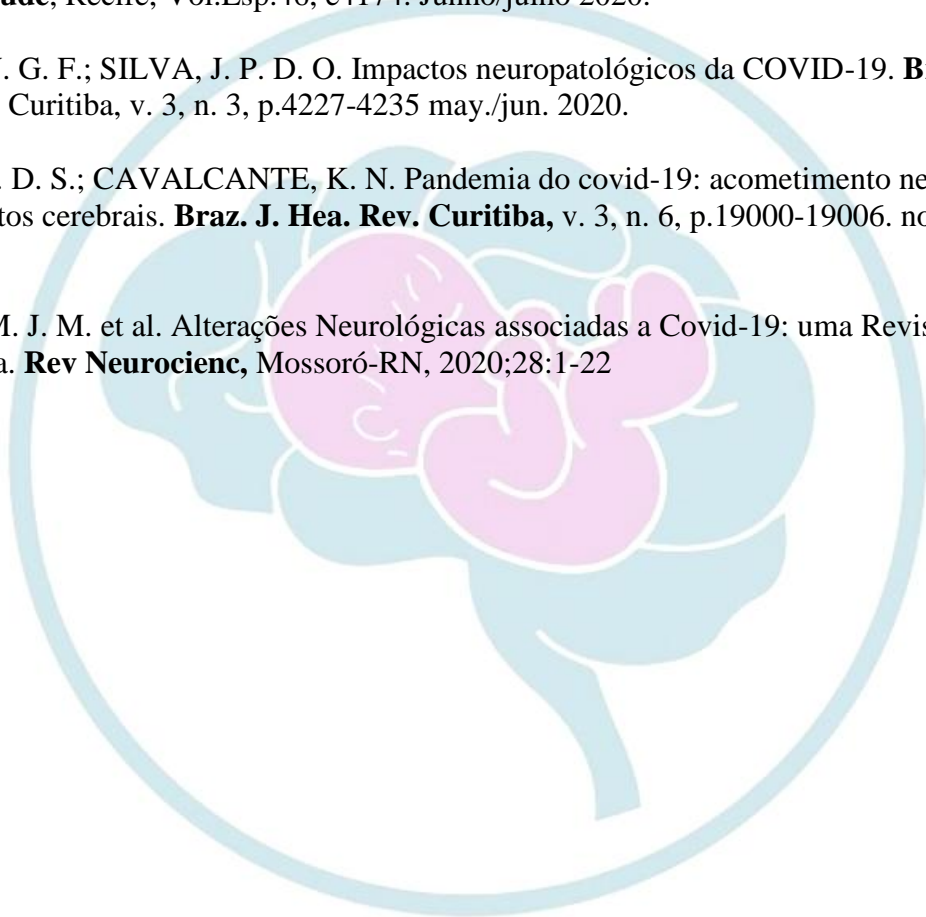 Recife, Vol.Esp.46, e4174. Junho/julho 2020.
G. F.; SILVA, J. P. D. O. Impactos neuropatológicos da COVID-19.
Curitiba, v. 3, n. 3, p.4227-4235 may./jun. 2020.
D. S.; CAVALCANTE, K. N. Pandemia do covid-19: acometimento ne
tos cerebrais. Braz. J. Hea. Rev. Curitiba, v. 3, n. 6, p.19000-19006. no
M. J. M. et al. Alterações Neurológicas associadas a Covid-19: uma Revis
a. Rev Neurocienc, Mossoró-RN, 2020;28:1-22